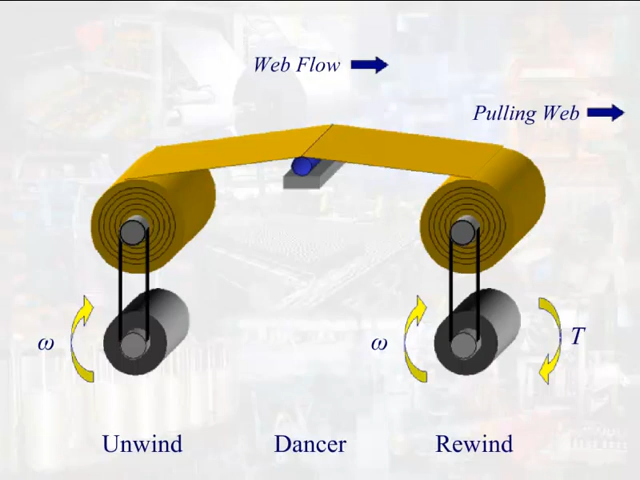 Web Flow
Pulling Web
ω
ω
T
Unwind
Dancer
Rewind